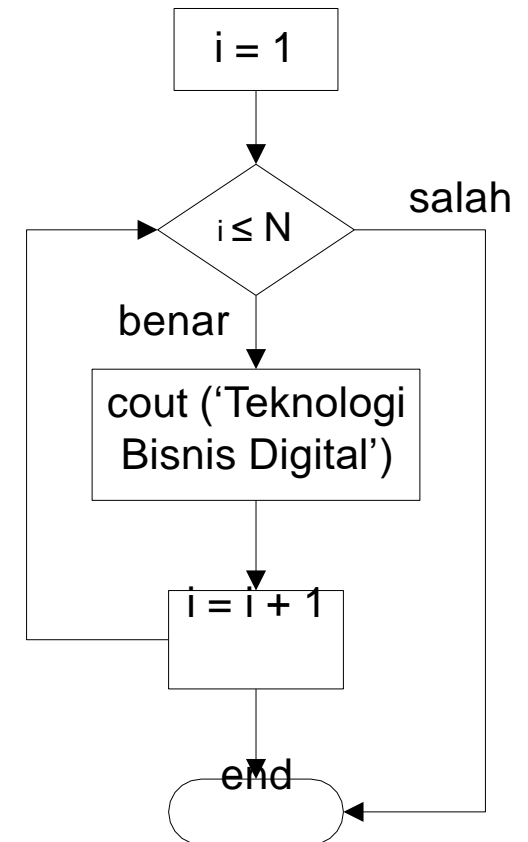 i = 1
salah
i ≤ N
benar
cout (‘Teknologi
Bisnis Digital’)
i = i + 1
end